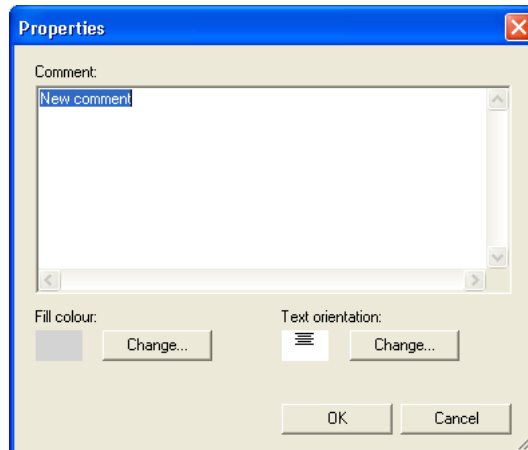 Properties
Comment:
New comment
Fill colour:
Text orientation:
Change...
Change...
OK
Cancel